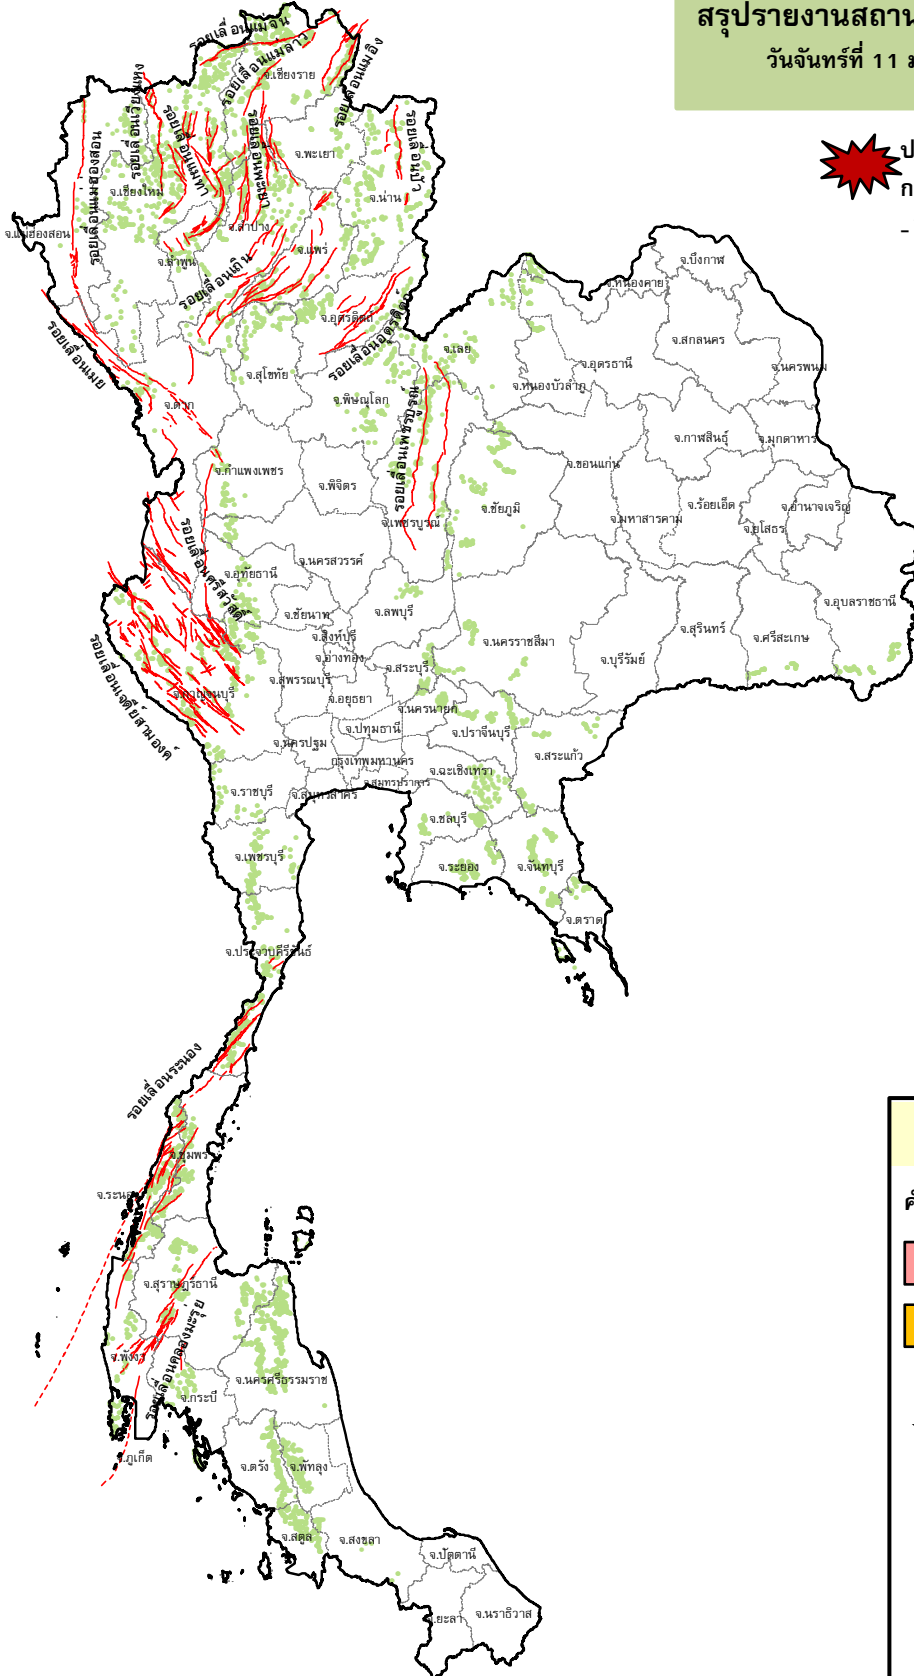 สรุปรายงานสถาน
วันจันทร์ที่ 11
ป
ก
-
รอยเลื่อนแม่จัน
รอยเลื่อนแม่ลาว
รอยเลื่อนแม่อิง
จ.เชียงราย
รอยเลื่อนเวียงแหง
รอยเลื่อนแม่ทา
รอยเลื่อนพะเยา
รอยเลื่อนปัว
รอยเลื่อนแม่ฮ่องสอน
จ.พะเยา
จ.เชียงใหม่
จ.น่าน
จ.แม่ฮ่องสอน
จ.ลำปาง
จ.แพร่
จ.ลำพูน
รอยเลื่อนเถิน
จ.บึงกาฬ
จ.หนองคาย
รอยเลื่อนเมย
จ.อุตรดิตถ์
รอยเลื่อนอุตรดิตถ์
จ.เลย
จ.สกลนคร
จ.อุดรธานี
จ.นครพนม
จ.สุโขทัย
จ.หนองบัวลำภู
จ.ตาก
จ.พิษณุโลก
รอยเลื่อนเพชรบูรณ์
จ.กาฬสินธุ์
จ.มุกดาหาร
จ.กำแพงเพชร
จ.พิจิตร
จ.ขอนแก่น
จ.เพชรบูรณ์
จ.ชัยภูมิ
จ.มหาสารคาม
จ.ร้อยเอ็ด
จ.ยโสธร
จ.อำนาจเจริญ
รอยเลื่อนศรีสวัสดิ์
จ.นครสวรรค์
จ.อุทัยธานี
จ.ชัยนาท
จ.ลพบุรี
จ.อุบลราชธานี
จ.สิงห์บุรี
จ.นครราชสีมา
จ.สุรินทร์
จ.ศรีสะเกษ
จ.อ่างทอง
จ.สระบุรี
จ.บุรีรัมย์
รอยเลื่อนเจดีย์สามองค์
จ.กาญจนบุรี
จ.สุพรรณบุรี
จ.อยุธยา
จ.นครนายก
จ.ปทุมธานี
จ.ปราจีนบุรี
จ.นครปฐม
จ.สระแก้ว
กรุงเทพมหานคร
จ.ฉะเชิงเทรา
จ.สมุทรปราการ
จ.ราชบุรี
จ.สมุทรสาคร
จ.ชลบุรี
จ.เพชรบุรี
จ.ระยอง
จ.จันทบุรี
จ.ตราด
จ.ประจวบคีรีขันธ์
รอยเลื่อนระนอง
จ.ชุมพร
จ.ระนอง
จ.สุราษฎร์ธานี
รอยเลื่อนคลองมะรุ่ย
จ.พังงา
จ.นครศรีธรรมราช
จ.กระบี่
จ.ภูเก็ต
จ.ตรัง
จ.พัทลุง
จ.สตูล
จ.สงขลา
จ.ปัตตานี
จ.ยะลา
จ.นราธิวาส